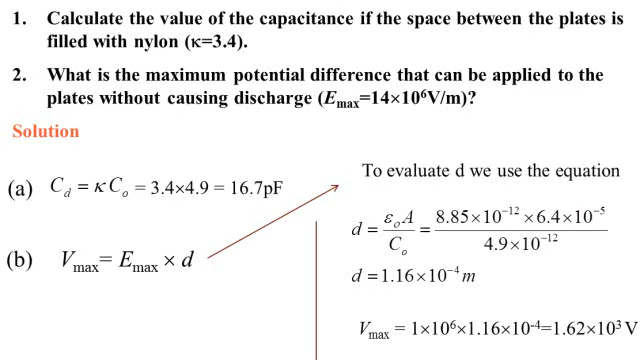 1. Calculate the value of the capacitance if the space between the plates is
filled with nylon (κ=3.4).
2. What is the maximum potential difference that can be applied to the
plates without causing discharge (Eₘₐₓ=14×10⁶V/m)?
Solution
(a) C_d = κC_o = 3.4×4.9 = 16.7pF
(b) Vₘₐₓ= Eₘₐₓ × d
To evaluate d we use the equation
d = ε_oA / C_o = 8.85×10⁻¹² ×6.4×10⁻⁵ / 4.9×10⁻¹²
d =1.16×10⁻⁴ m
Vₘₐₓ = 1×10⁶×1.16×10⁻⁴=1.62×10³ V